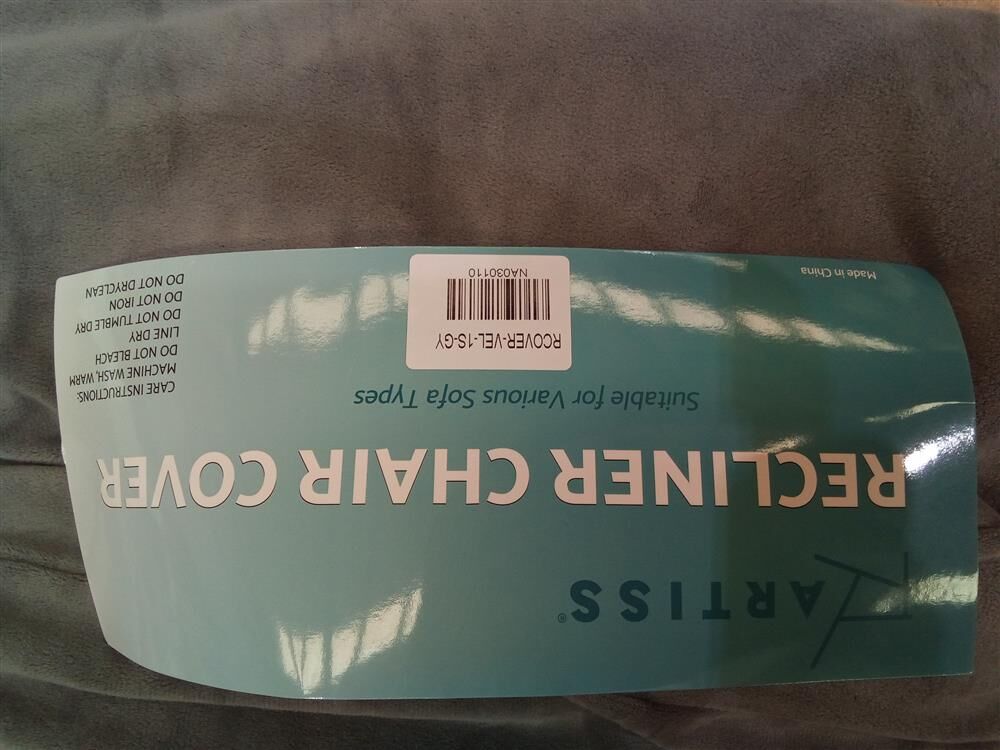 ARTISS®
RECLINER CHAIR COVER
Suitable for Various Sofa Types
RCOVER-VEL-1S-GY
NA030110
Made in China
CARE INSTRUCTIONS:
MACHINE WASH, WARM
DO NOT BLEACH
LINE DRY
DO NOT TUMBLE DRY
DO NOT IRON
DO NOT DRYCLEAN